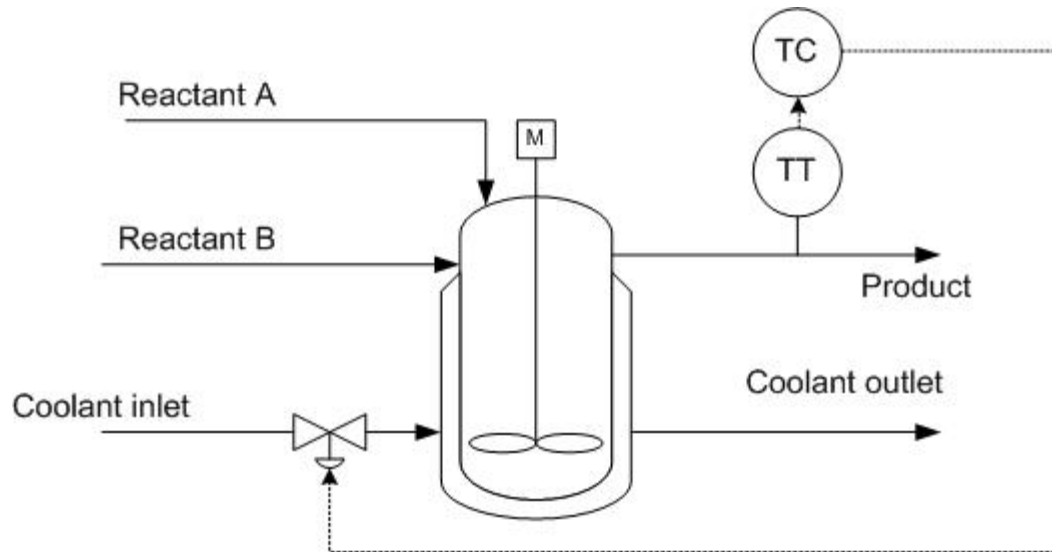 TC
Reactant A
M
TT
Reactant B
Product
Coolant outlet
Coolant inlet